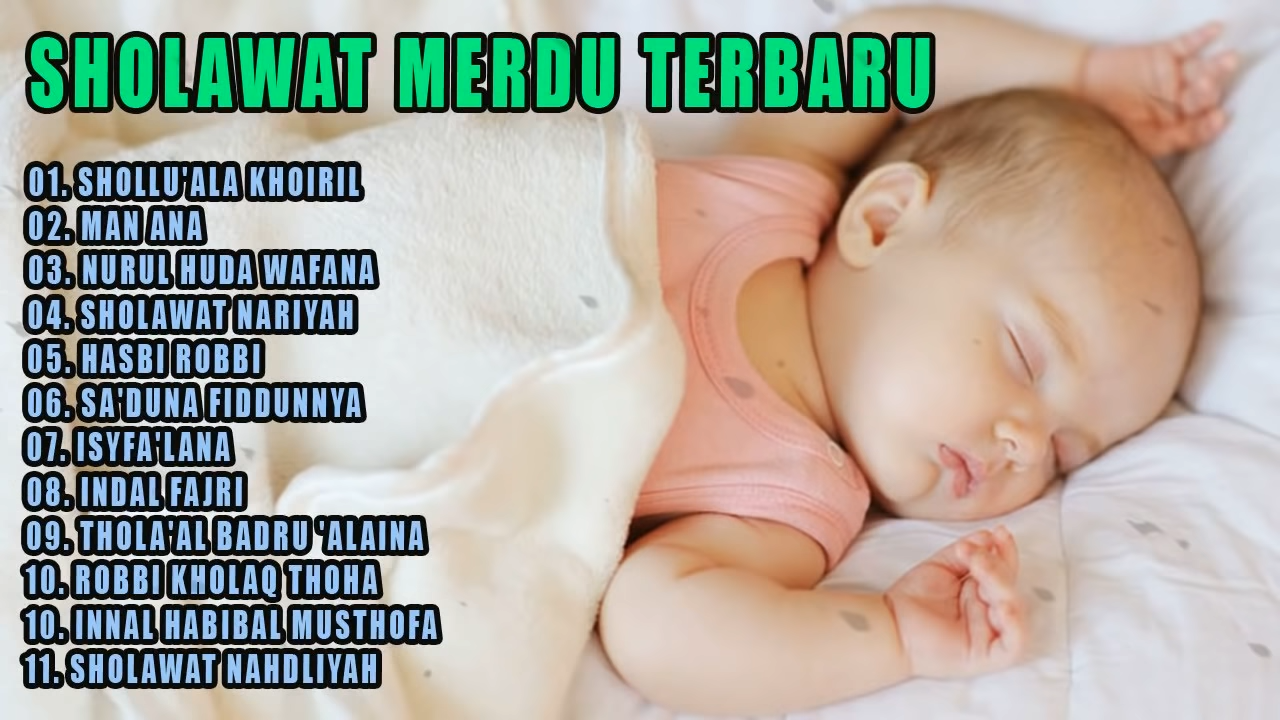 SHOLAWAT MERDU TERBARU
01. SHOLLU'ALA KHOIRIL
02. MAN ANA
03. NURUL HUDA WAFANA
04. SHOLAWAT NARIYAH
05. HASBI ROBBI
06. SA'DUNA FIDDUNNYA
07. ISYFA'LANA
08. INDAL FAJRI
09. THOLA'AL BADRU 'ALAINA
10. ROBBI KHOLAQ THOHA
10. INNAL HABIBAL MUSTHOFA
11. SHOLAWAT NAHDLIYAH